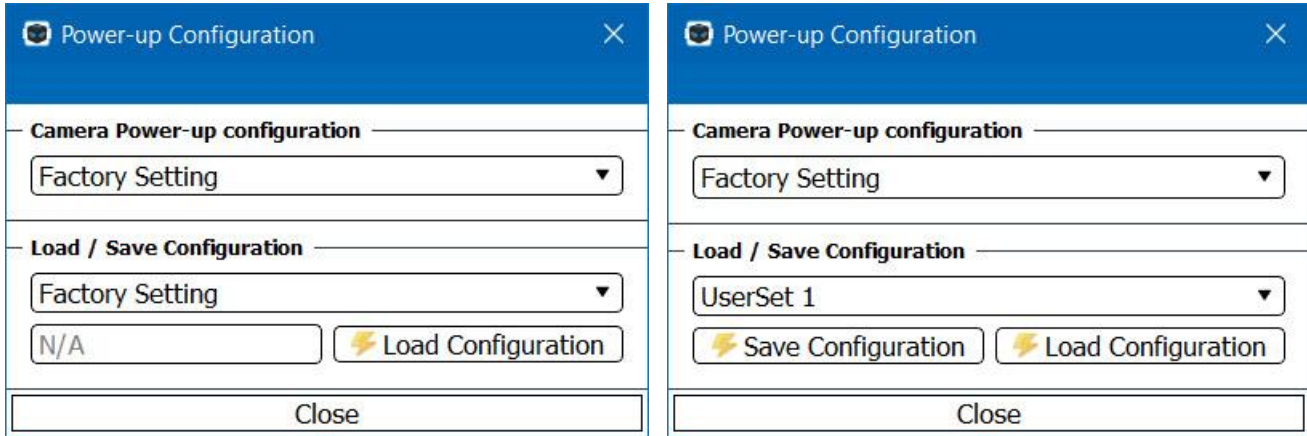 Power-up Configuration
Camera Power-up configuration
Factory Setting
Load / Save Configuration
Factory Setting
N/A
Load Configuration
Close
Power-up Configuration
Camera Power-up configuration
Factory Setting
Load / Save Configuration
UserSet 1
Save Configuration
Load Configuration
Close